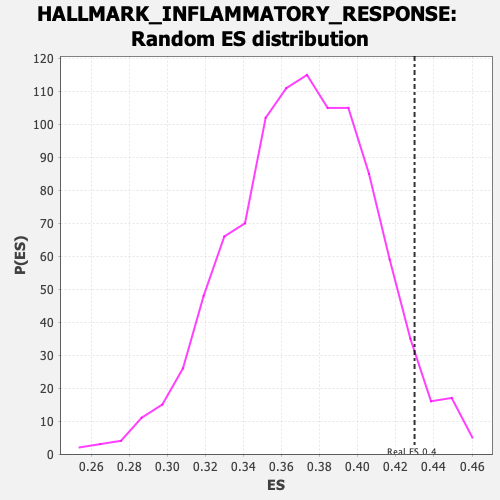 HALLMARK_INFLAMMATORY_RESPONSE:
Random ES distribution
P(ES)
120
110
100
90
80
70
60
50
40
30
20
10
0
Real ES 0.4
0.26 0.28 0.30 0.32 0.34 0.36 0.38 0.40 0.42 0.44 0.46
ES